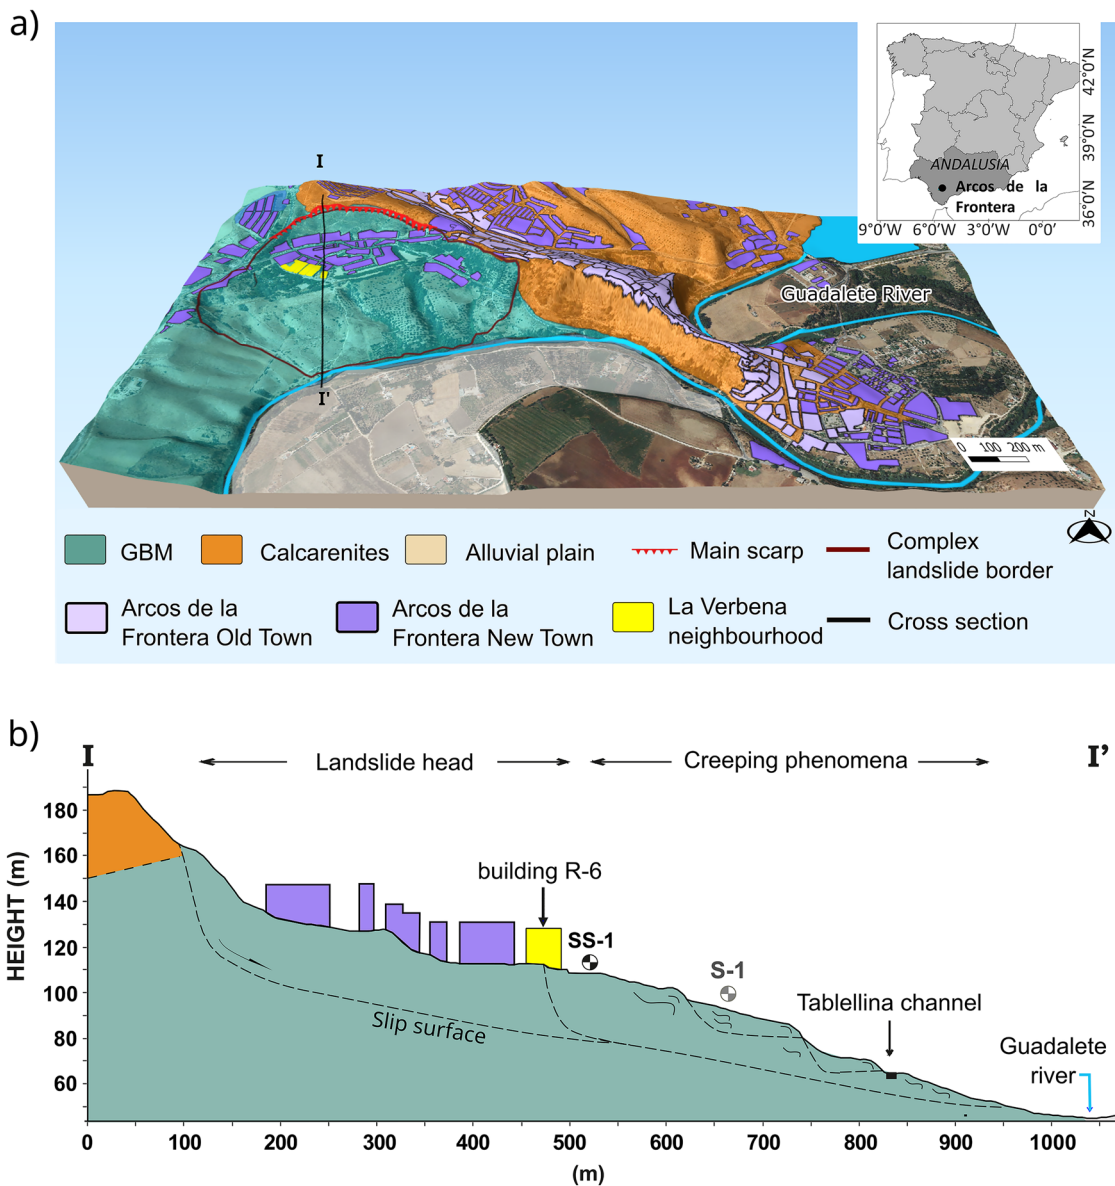 a)
I
I'
Guadalete River
ANDALUSIA
Arcos de la
Frontera
42°0'N
39°0'N
36°0'N
9°0'0"W
6°0'W
3°0'W
0°0'
0 100 200 m
N
GBM
Calcarenites
Alluvial plain
Main scarp
Complex
landslide border
Arcos de la
Frontera Old Town
Arcos de la
Frontera New Town
La Verbena
neighbourhood
Cross section
b)
I
I'
Landslide head
Creeping phenomena
180
160
140
120
100
80
60
HEIGHT (m)
building R-6
SS-1
S-1
Tablellina channel
Guadalete
river
Slip surface
0 100 200 300 400 500 600 700 800 900 1000
(m)